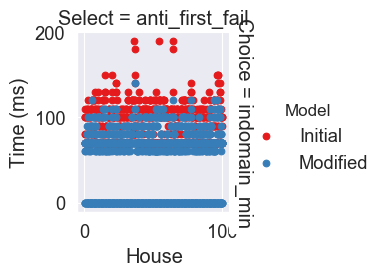 Select = anti_first_fail
200
100
0
Time (ms)
0
100
House
Choice = indomain_min
Model
Initial
Modified